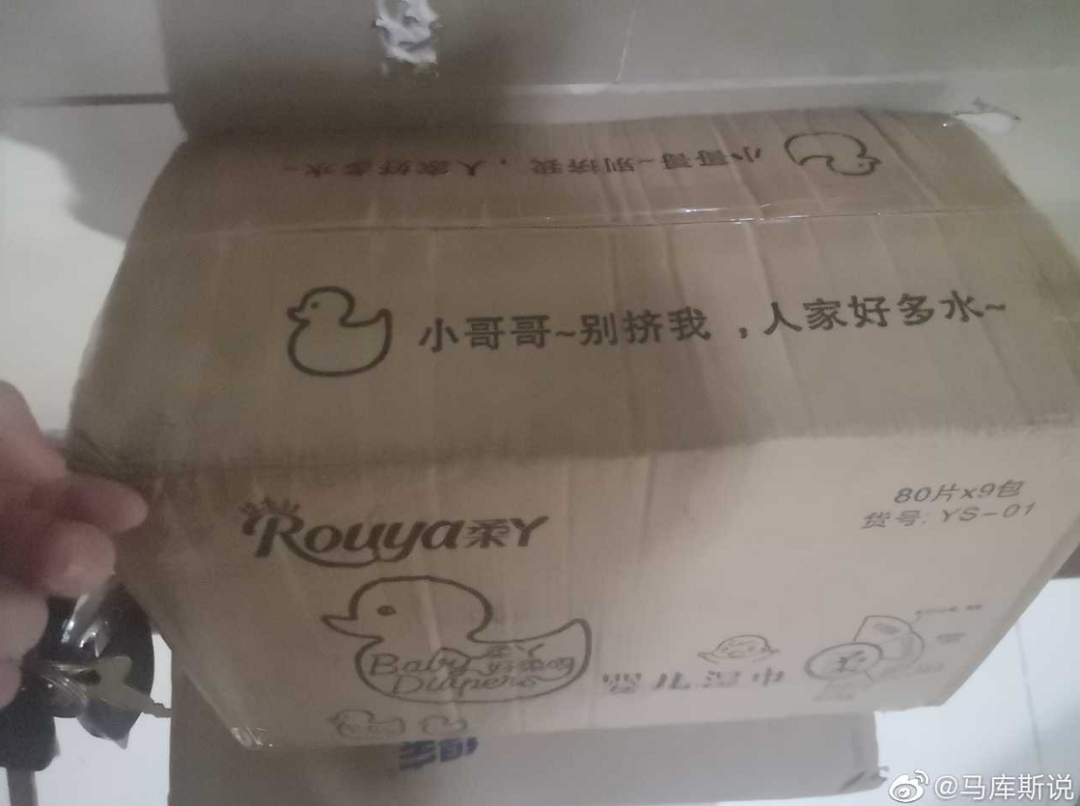 小哥哥~别挤我，人家好多水~
小哥哥~别挤我，人家好多水~
Rouya柔丫
80片x9包
货号: YS-01
Baby
Diapers
婴儿湿巾
@马库斯说